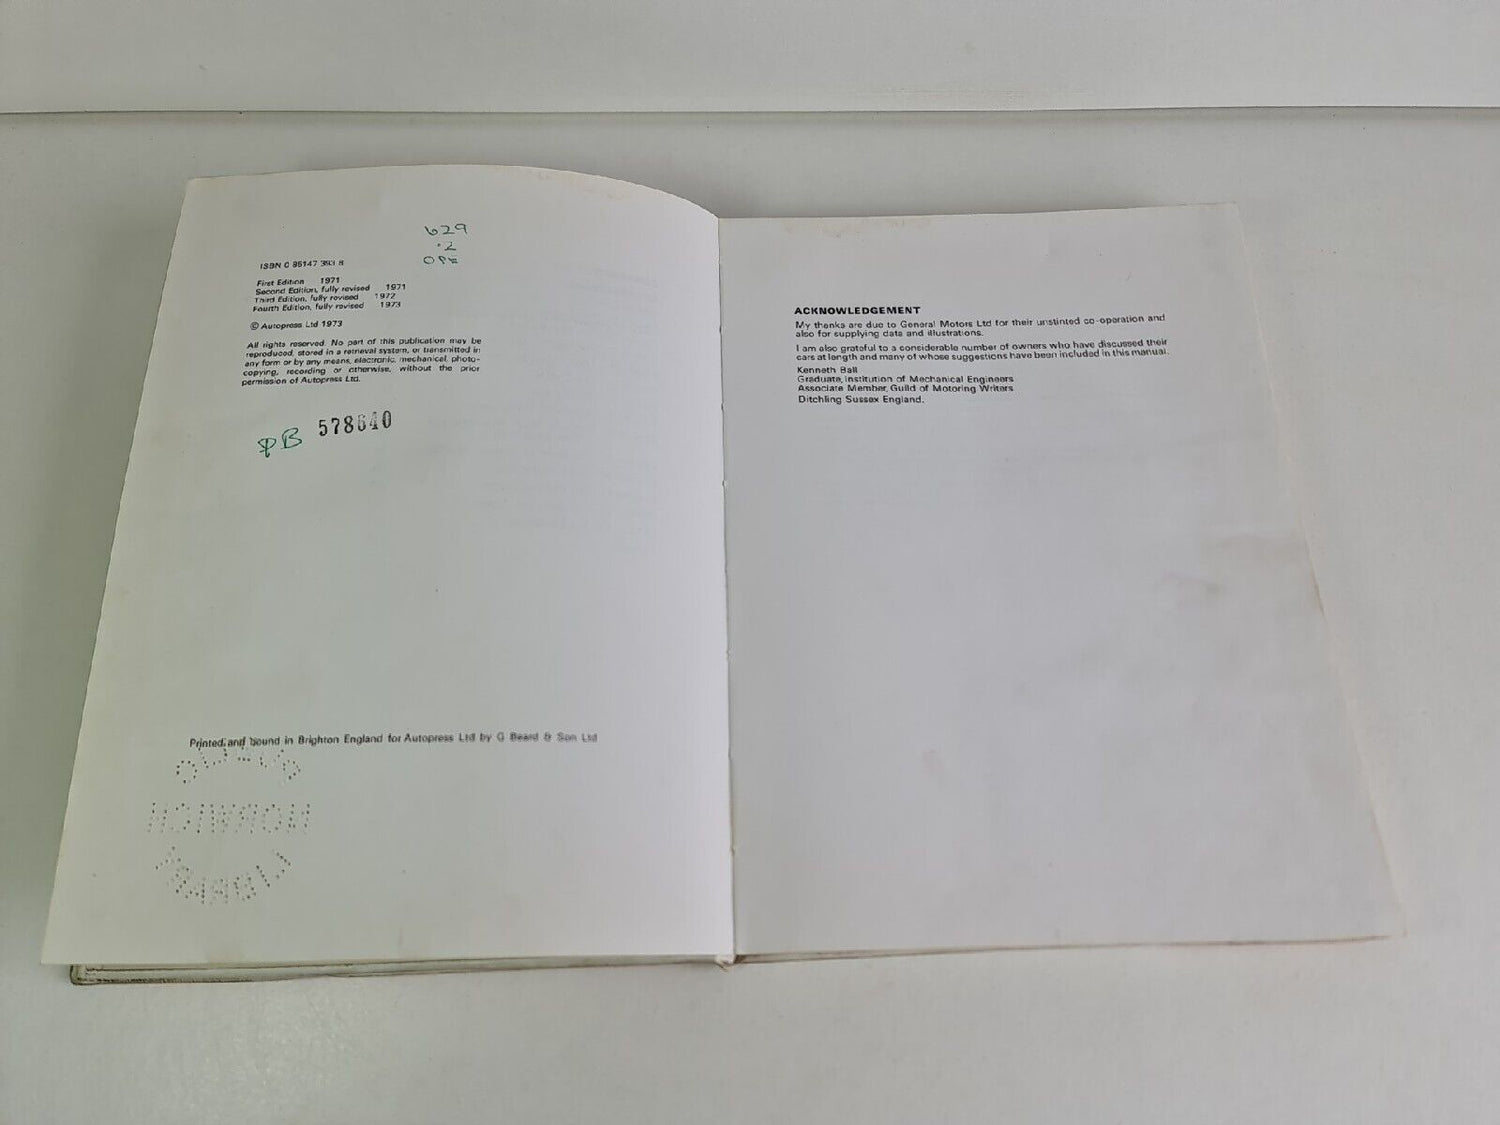 629
.2
OPE
ISBN 0 85147 393 8
First Edition 1971
Second Edition, fully revised 1971
Third Edition, fully revised 1972
Fourth Edition, fully revised 1973
© Autopress Ltd 1973
All rights reserved. No part of this publication may be
reproduced, stored in a retrieval system, or transmitted in
any form or by any means, electronic, mechanical, photo-
copying, recording or otherwise, without the prior
permission of Autopress Ltd.
578640
Printed and bound in Brighton England for Autopress Ltd by G Beard & Son Ltd
NORWICH
LIBRARY
ACKNOWLEDGEMENT
My thanks are due to General Motors Ltd for their unstinted co-operation and
also for supplying data and illustrations.
I am also grateful to a considerable number of owners who have discussed their
cars at length and many of whose suggestions have been included in this manual.
Kenneth Ball
Graduate, Institution of Mechanical Engineers
Associate Member, Guild of Motoring Writers
Ditchling Sussex England.